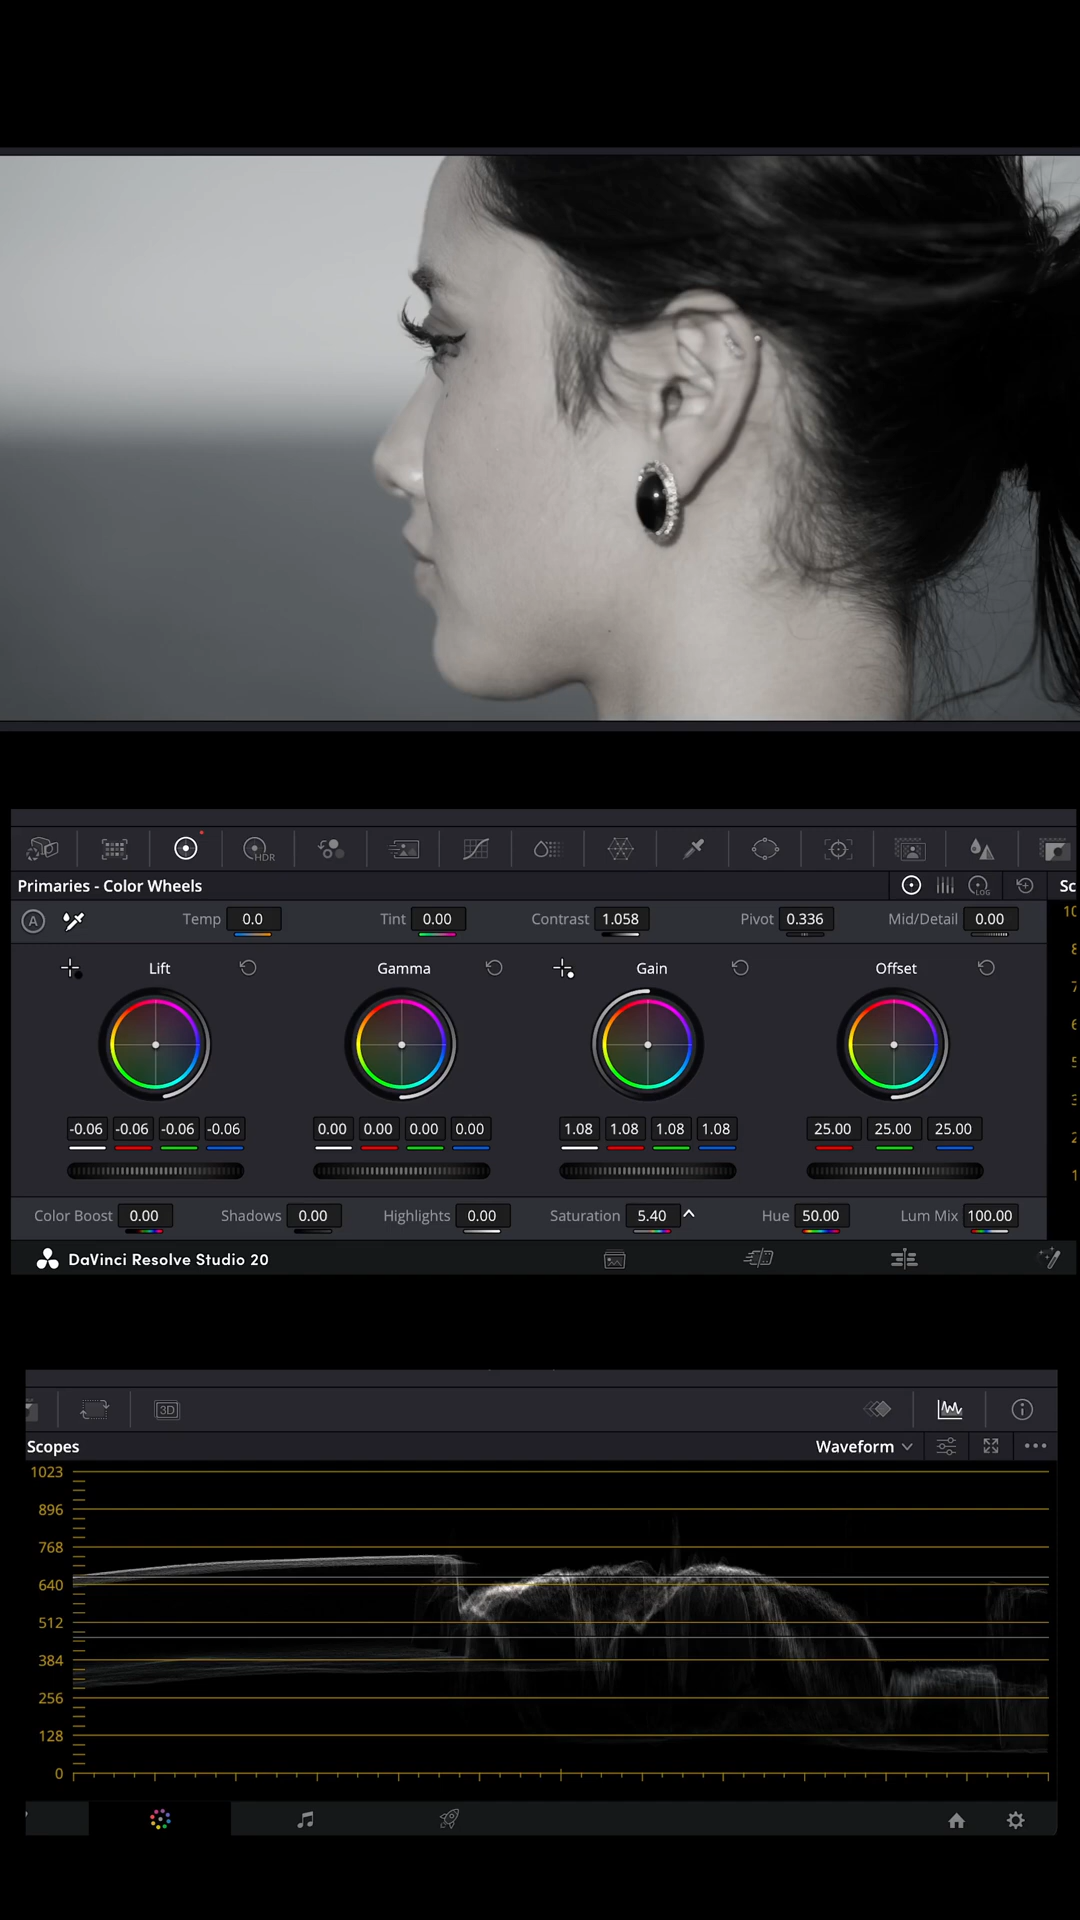 HDR
Primaries - Color Wheels
LOG
Sc
A
Temp 0.0 Tint 0.00 Contrast 1.058 Pivot 0.336 Mid/Detail 0.00
Lift Gamma Gain Offset
-0.06 -0.06 -0.06 -0.06 0.00 0.00 0.00 0.00 1.08 1.08 1.08 1.08 25.00 25.00 25.00
Color Boost 0.00 Shadows 0.00 Highlights 0.00 Saturation 5.40 Hue 50.00 Lum Mix 100.00
DaVinci Resolve Studio 20
3D
Scopes Waveform
1023
896
768
640
512
384
256
128
0